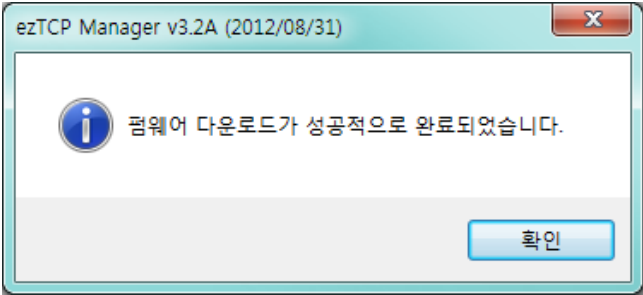 ezTCP Manager v3.2A (2012/08/31)
펌웨어 다운로드가 성공적으로 완료되었습니다.
확인